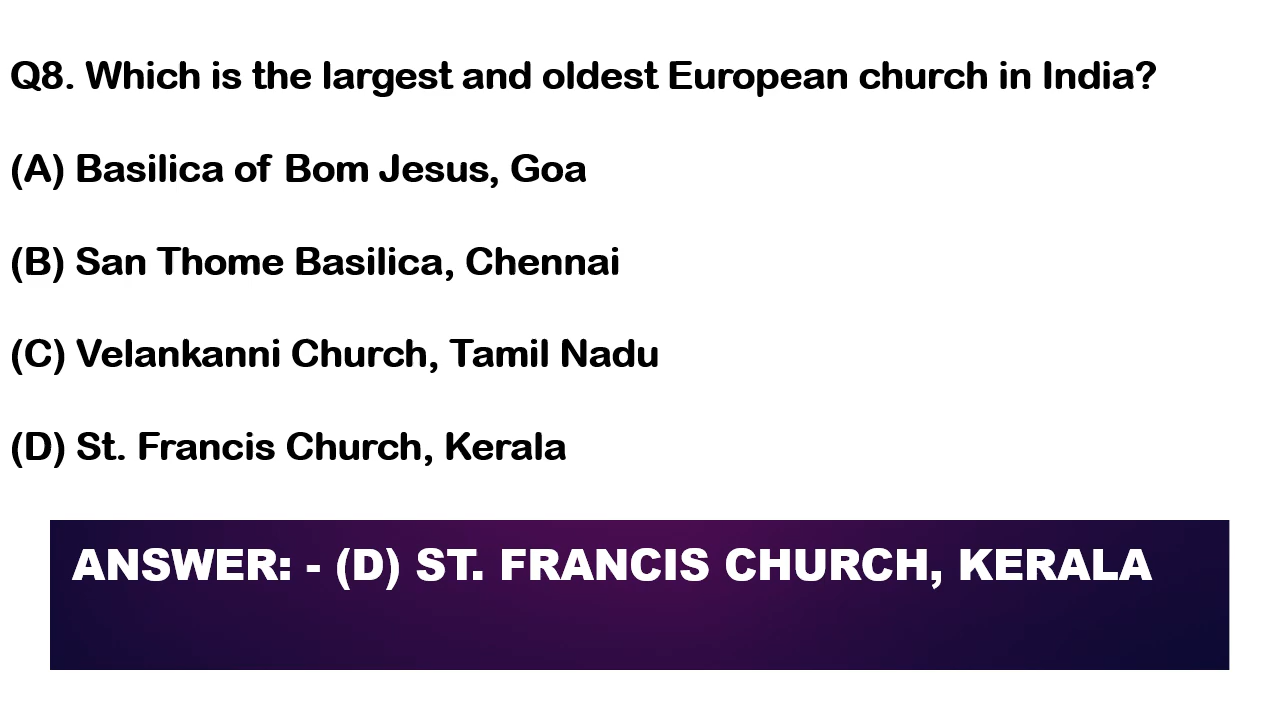 Q8. Which is the largest and oldest European church in India?
(A) Basilica of Bom Jesus, Goa
(B) San Thome Basilica, Chennai
(C) Velankanni Church, Tamil Nadu
(D) St. Francis Church, Kerala
ANSWER: - (D) ST. FRANCIS CHURCH, KERALA